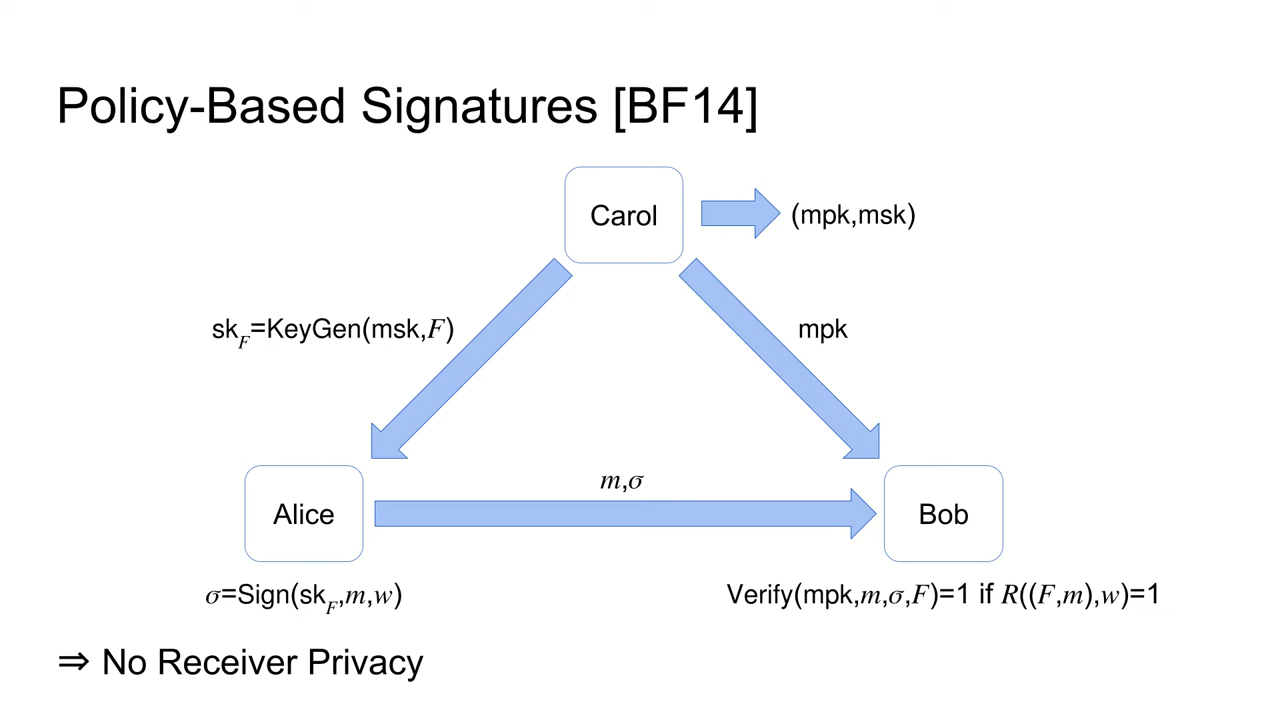 Policy-Based Signatures [BF14]
Carol
(mpk,msk)
sk_F=KeyGen(msk,F)
mpk
m,σ
Alice
Bob
σ=Sign(sk_F,m,w)
Verify(mpk,m,σ,F)=1 if R((F,m),w)=1
⇒ No Receiver Privacy